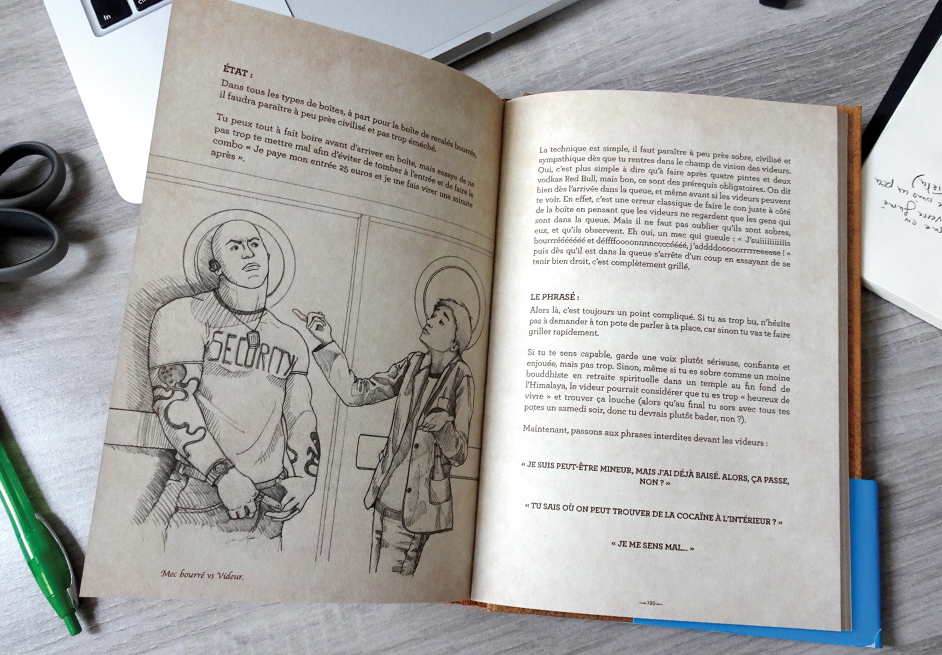 fn
ÉTAT :
Dans tous les types de boîtes, à part pour la boîte de recalés bourrés,
il faudra paraître à peu près civilisé et pas trop éméché.
Tu peux tout à fait boire avant d'arriver en boîte, mais essaye de ne
pas trop te mettre mal afin d'éviter de tomber à l'entrée et de faire le
combo « Je paye mon entrée 25 euros et je me fais virer une minute
après ».
SECURITY
Mec bourré vs Videur.
La technique est simple, il faut paraître à peu près sobre, civilisé et
sympathique dès que tu rentres dans le champ de vision des videurs.
Oui, c'est plus simple à dire qu'à faire après quatre pintes et deux
vodkas Red Bull, mais bon, ce sont des prérequis obligatoires. On dit
bien dès l'arrivée dans la queue, et même avant si les videurs peuvent
te voir. En effet, c'est une erreur classique de faire le con juste à côté
de la boîte en pensant que les videurs ne regardent que les gens qui
sont dans la queue. Mais il ne faut pas oublier qu'ils sont sobres,
eux, et qu'ils observent. Eh oui, un mec qui gueule : «
puis dès qu'il est dans la queue s'arrête d'un coup en essayant de se
tenir bien droit, c'est complètement grillé.
LE PHRASÉ :
Alors là, c'est toujours un point compliqué. Si tu as trop bu, n'hésite
pas à demander à ton pote de parler à ta place, car sinon tu vas te faire
griller rapidement.
Si tu te sens capable, garde une voix plutôt sérieuse, confiante et
enjouée, mais pas trop. Sinon, même si tu es sobre comme un moine
bouddhiste en retraite spirituelle dans un temple au fin fond de
l'Himalaya, le videur pourrait considérer que tu es trop « heureux de
vivre » et trouver ça louche (alors qu'au final tu sors avec tous tes
potes un samedi soir, donc tu devrais plutôt bader, non ?).
Maintenant, passons aux phrases interdites devant les videurs :
« JE SUIS PEUT-ÊTRE MINEUR, MAIS J'AI DÉJÀ BAISÉ. ALORS, ÇA PASSE,
NON ? »
« TU SAIS OÙ ON PEUT TROUVER DE LA COCAÏNE À L'INTÉRIEUR ? »
« JE ME SENS MAL... »